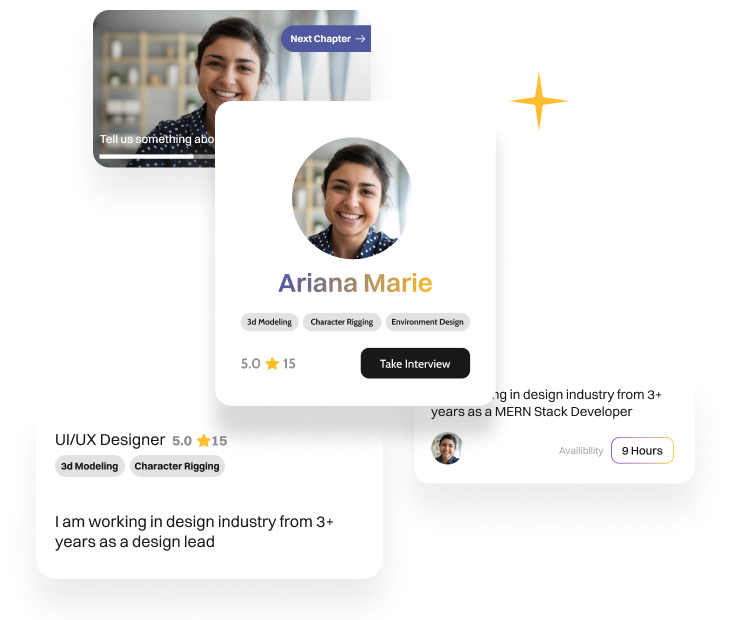 Next Chapter →
Tell us something abo
Ariana Marie
3d Modeling Character Rigging Environment Design
5.0 15 Take Interview
ng in design industry from 3+
years as a MERN Stack Developer
Availibility 9 Hours
UI/UX Designer 5.0 15
3d Modeling Character Rigging
I am working in design industry from 3+
years as a design lead